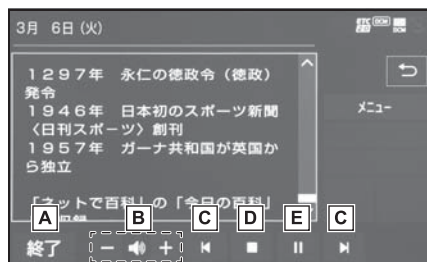 3月 6日(火)
ETC
DCM
1297年 永仁の徳政令(徳政)
発令
1946年 日本初のスポーツ新聞
〈日刊スポーツ〉創刊
1957年 ガーナ共和国が英国か
ら独立
「ネットで百科」の「今日の百科」
メニュー
A B C D E C
終了